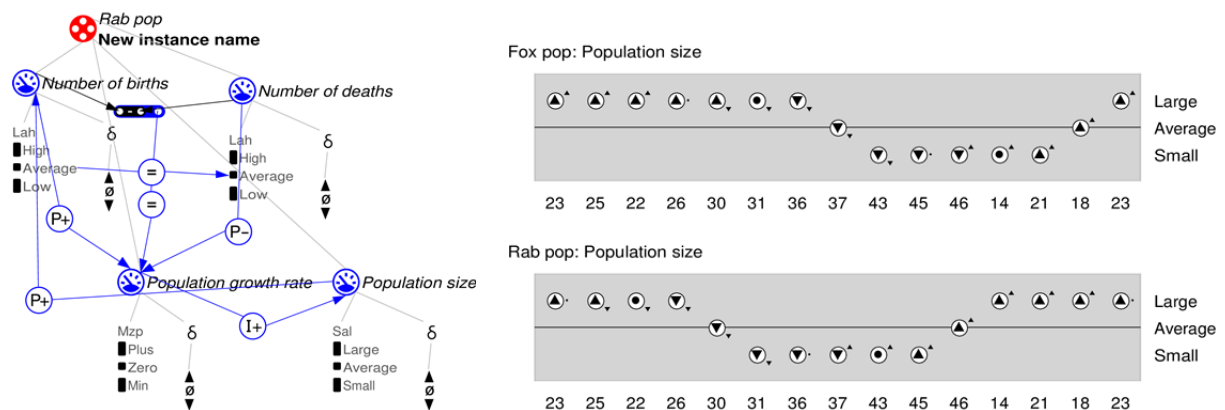 Rab pop
New instance name
Number of births
Number of deaths
Lah
High
Average
Low
δ
ø
Lah
High
Average
Low
δ
ø
=
=
P+
P-
P+
I+
Population growth rate
Population size
Mzp
Plus
Zero
Min
δ
ø
Sal
Large
Average
Small
δ
ø
Fox pop: Population size
Large
Average
Small
23 25 22 26 30 31 36 37 43 45 46 14 21 18 23
Rab pop: Population size
Large
Average
Small
23 25 22 26 30 31 36 37 43 45 46 14 21 18 23